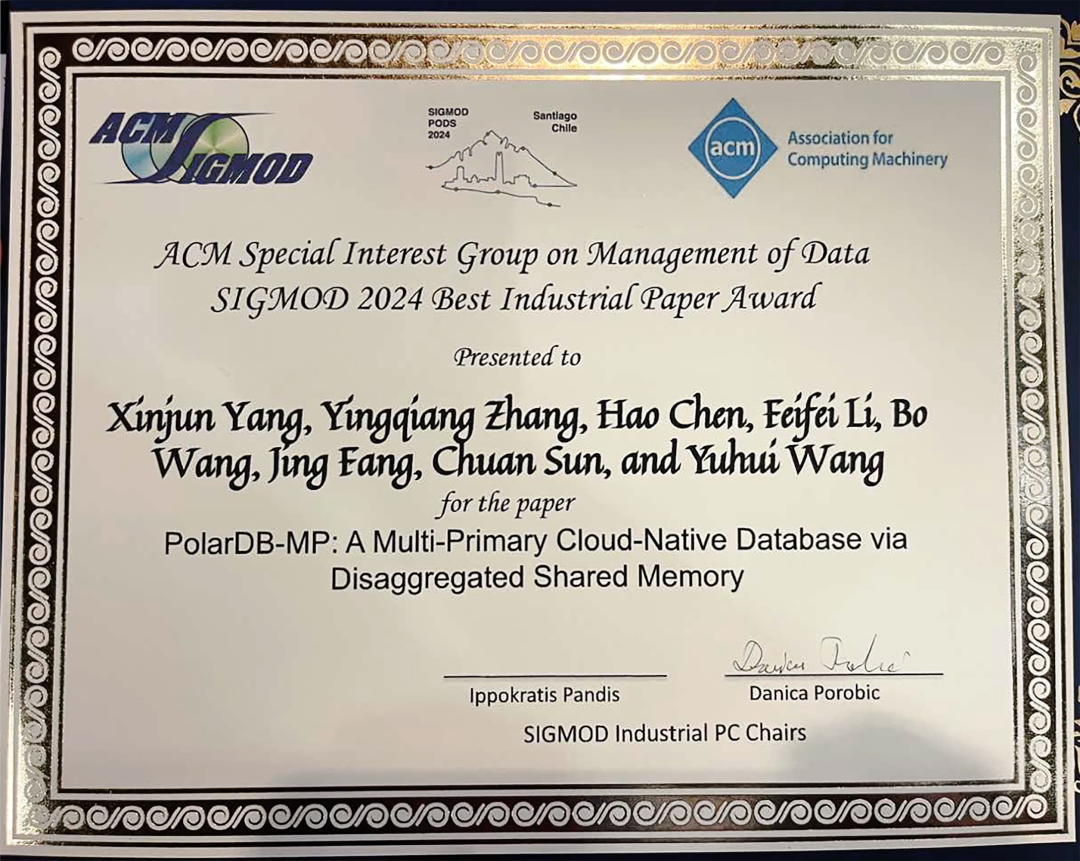 ACM SIGMOD
SIGMOD
PODS
2024
Santiago
Chile
acm
Association for
Computing Machinery
ACM Special Interest Group on Management of Data
SIGMOD 2024 Best Industrial Paper Award
Presented to
Xinjun Yang, Yingqiang Zhang, Hao Chen, Feifei Li, Bo
Wang, Jing Fang, Chuan Sun, and Yuhui Wang
for the paper
PolarDB-MP: A Multi-Primary Cloud-Native Database via
Disaggregated Shared Memory
Ippokratis Pandis
Danica Porobic
SIGMOD Industrial PC Chairs